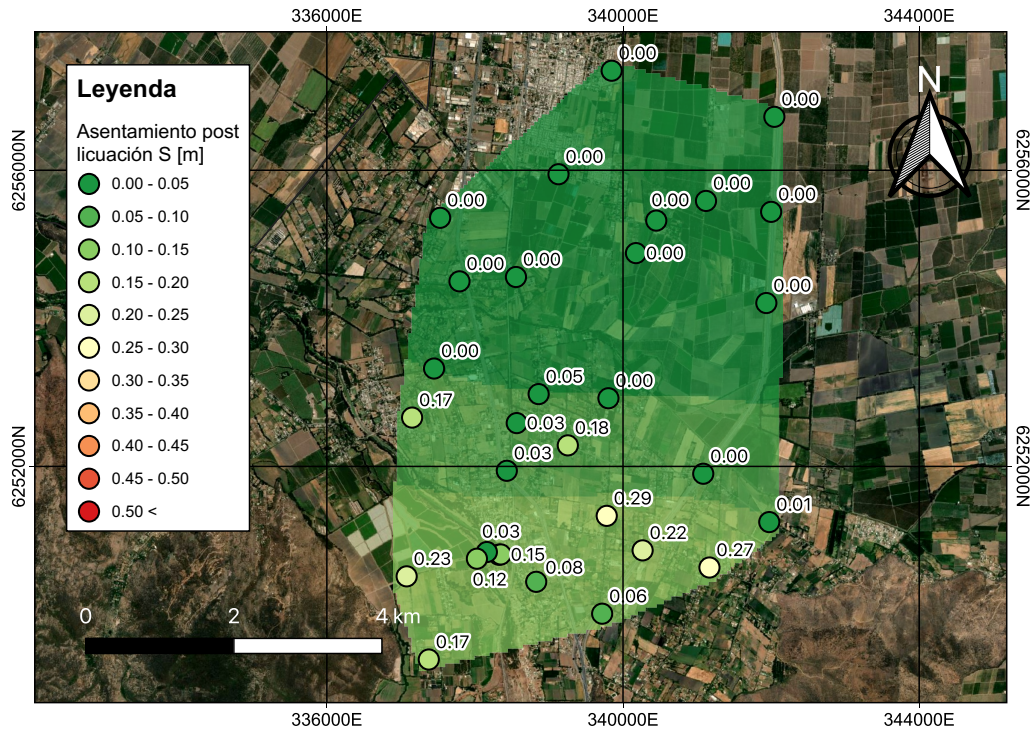 336000E
340000E
344000E
6256000N
6252000N
6256000N
6252000N
N
Leyenda
Asentamiento post
licuación S [m]
0.00 - 0.05
0.05 - 0.10
0.10 - 0.15
0.15 - 0.20
0.20 - 0.25
0.25 - 0.30
0.30 - 0.35
0.35 - 0.40
0.40 - 0.45
0.45 - 0.50
0.50 <
0.00
0.00
0.00
0.00
0.00
0.00
0.00
0.00
0.00
0.00
0.00
0.00
0.05
0.00
0.17
0.03
0.18
0.03
0.00
0.29
0.01
0.03
0.15
0.22
0.27
0.23
0.12
0.08
0.06
0.17
0
2
4 km
336000E
340000E
344000E